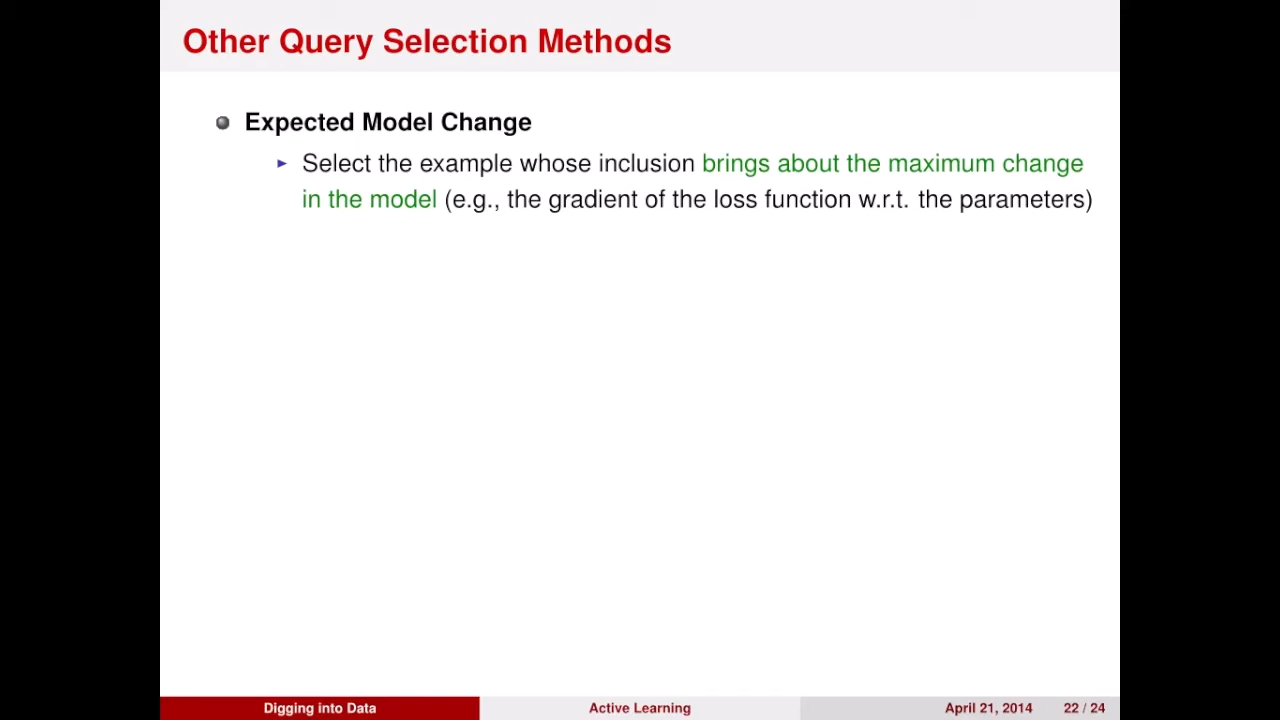 Other Query Selection Methods
Expected Model Change
Select the example whose inclusion brings about the maximum change
in the model (e.g., the gradient of the loss function w.r.t. the parameters)
Digging into Data Active Learning April 21, 2014 22 / 24